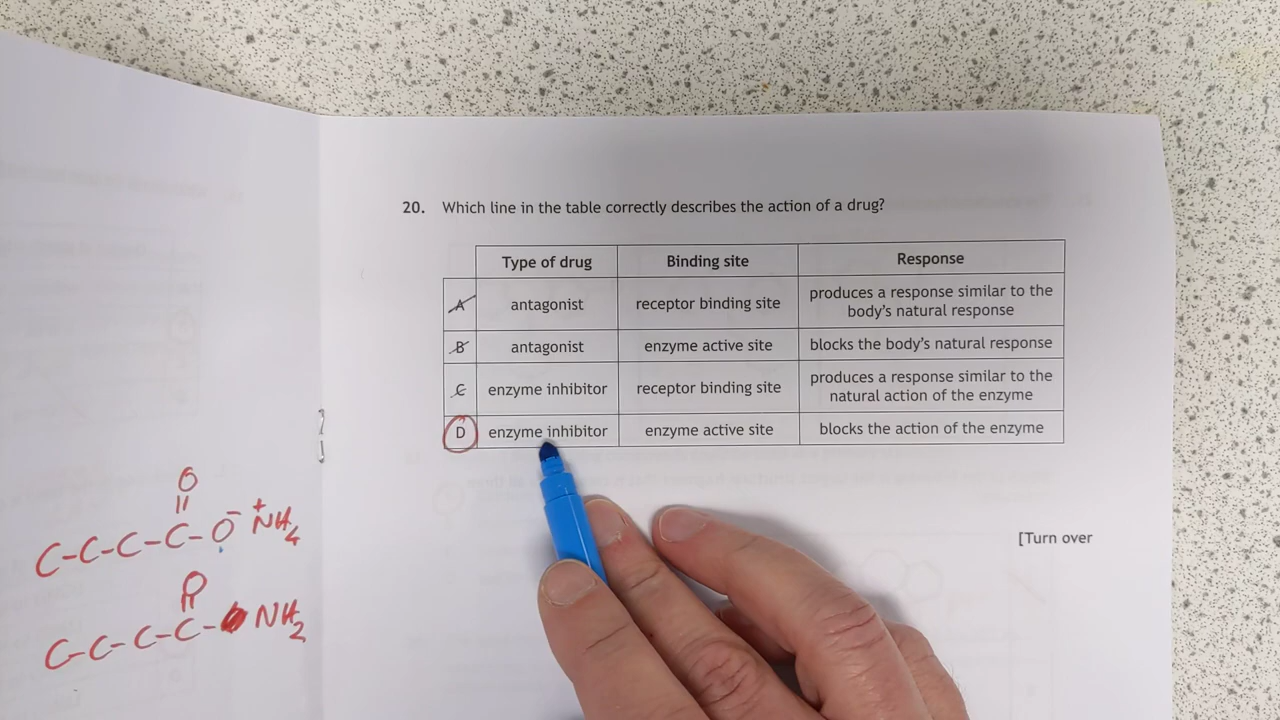 20. Which line in the table correctly describes the action of a drug?
Type of drug Binding site Response
A antagonist receptor binding site produces a response similar to the
body's natural response
B antagonist enzyme active site blocks the body's natural response
C enzyme inhibitor receptor binding site produces a response similar to the
natural action of the enzyme
D enzyme inhibitor enzyme active site blocks the action of the enzyme
[Turn over
O
||
C-C-C-C-O⁻ ⁺NH₄
O
||
C-C-C-C- NH₂